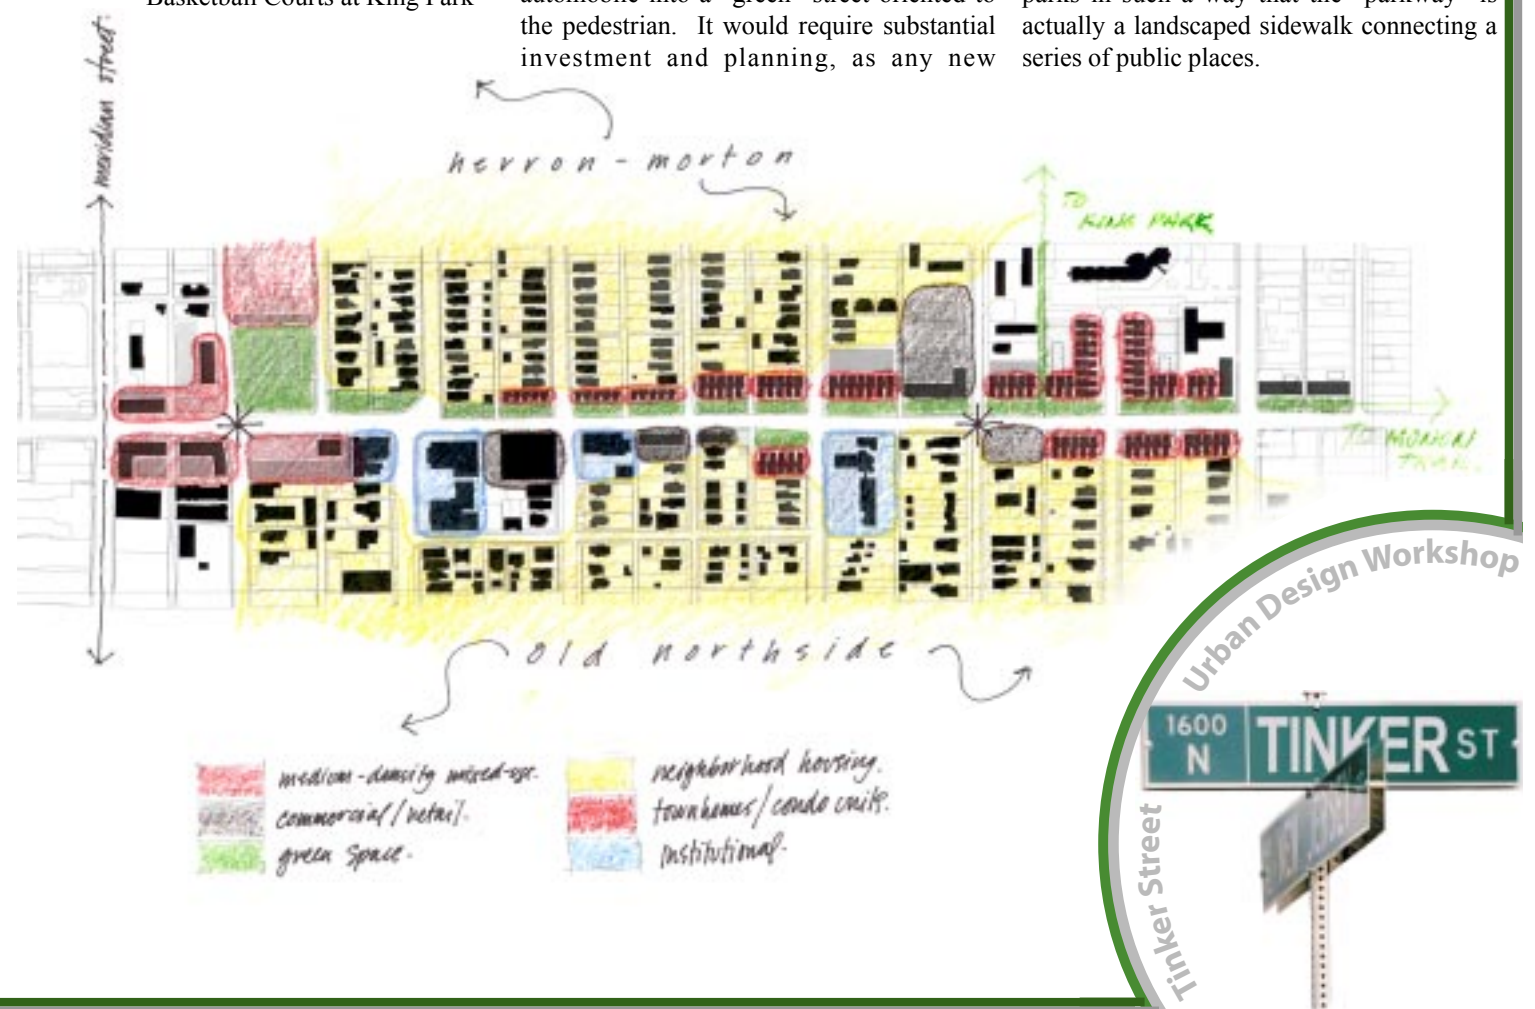 Basketball Courts at King Park
automobile into a "green" street oriented to
the pedestrian. It would require substantial
investment and planning, as any new
parks in such a way that the "parkway" is
actually a landscaped sidewalk connecting a
series of public places.
meridian street.
herron - morton
TO
KING PARK
TO MONON
TRAIL.
old northside
medium-density mixed-use.
commercial/retail.
green space.
neighborhood housing.
townhomes/condo units.
institutional.
Urban Design Workshop
Tinker Street
1600
N
TINKER ST